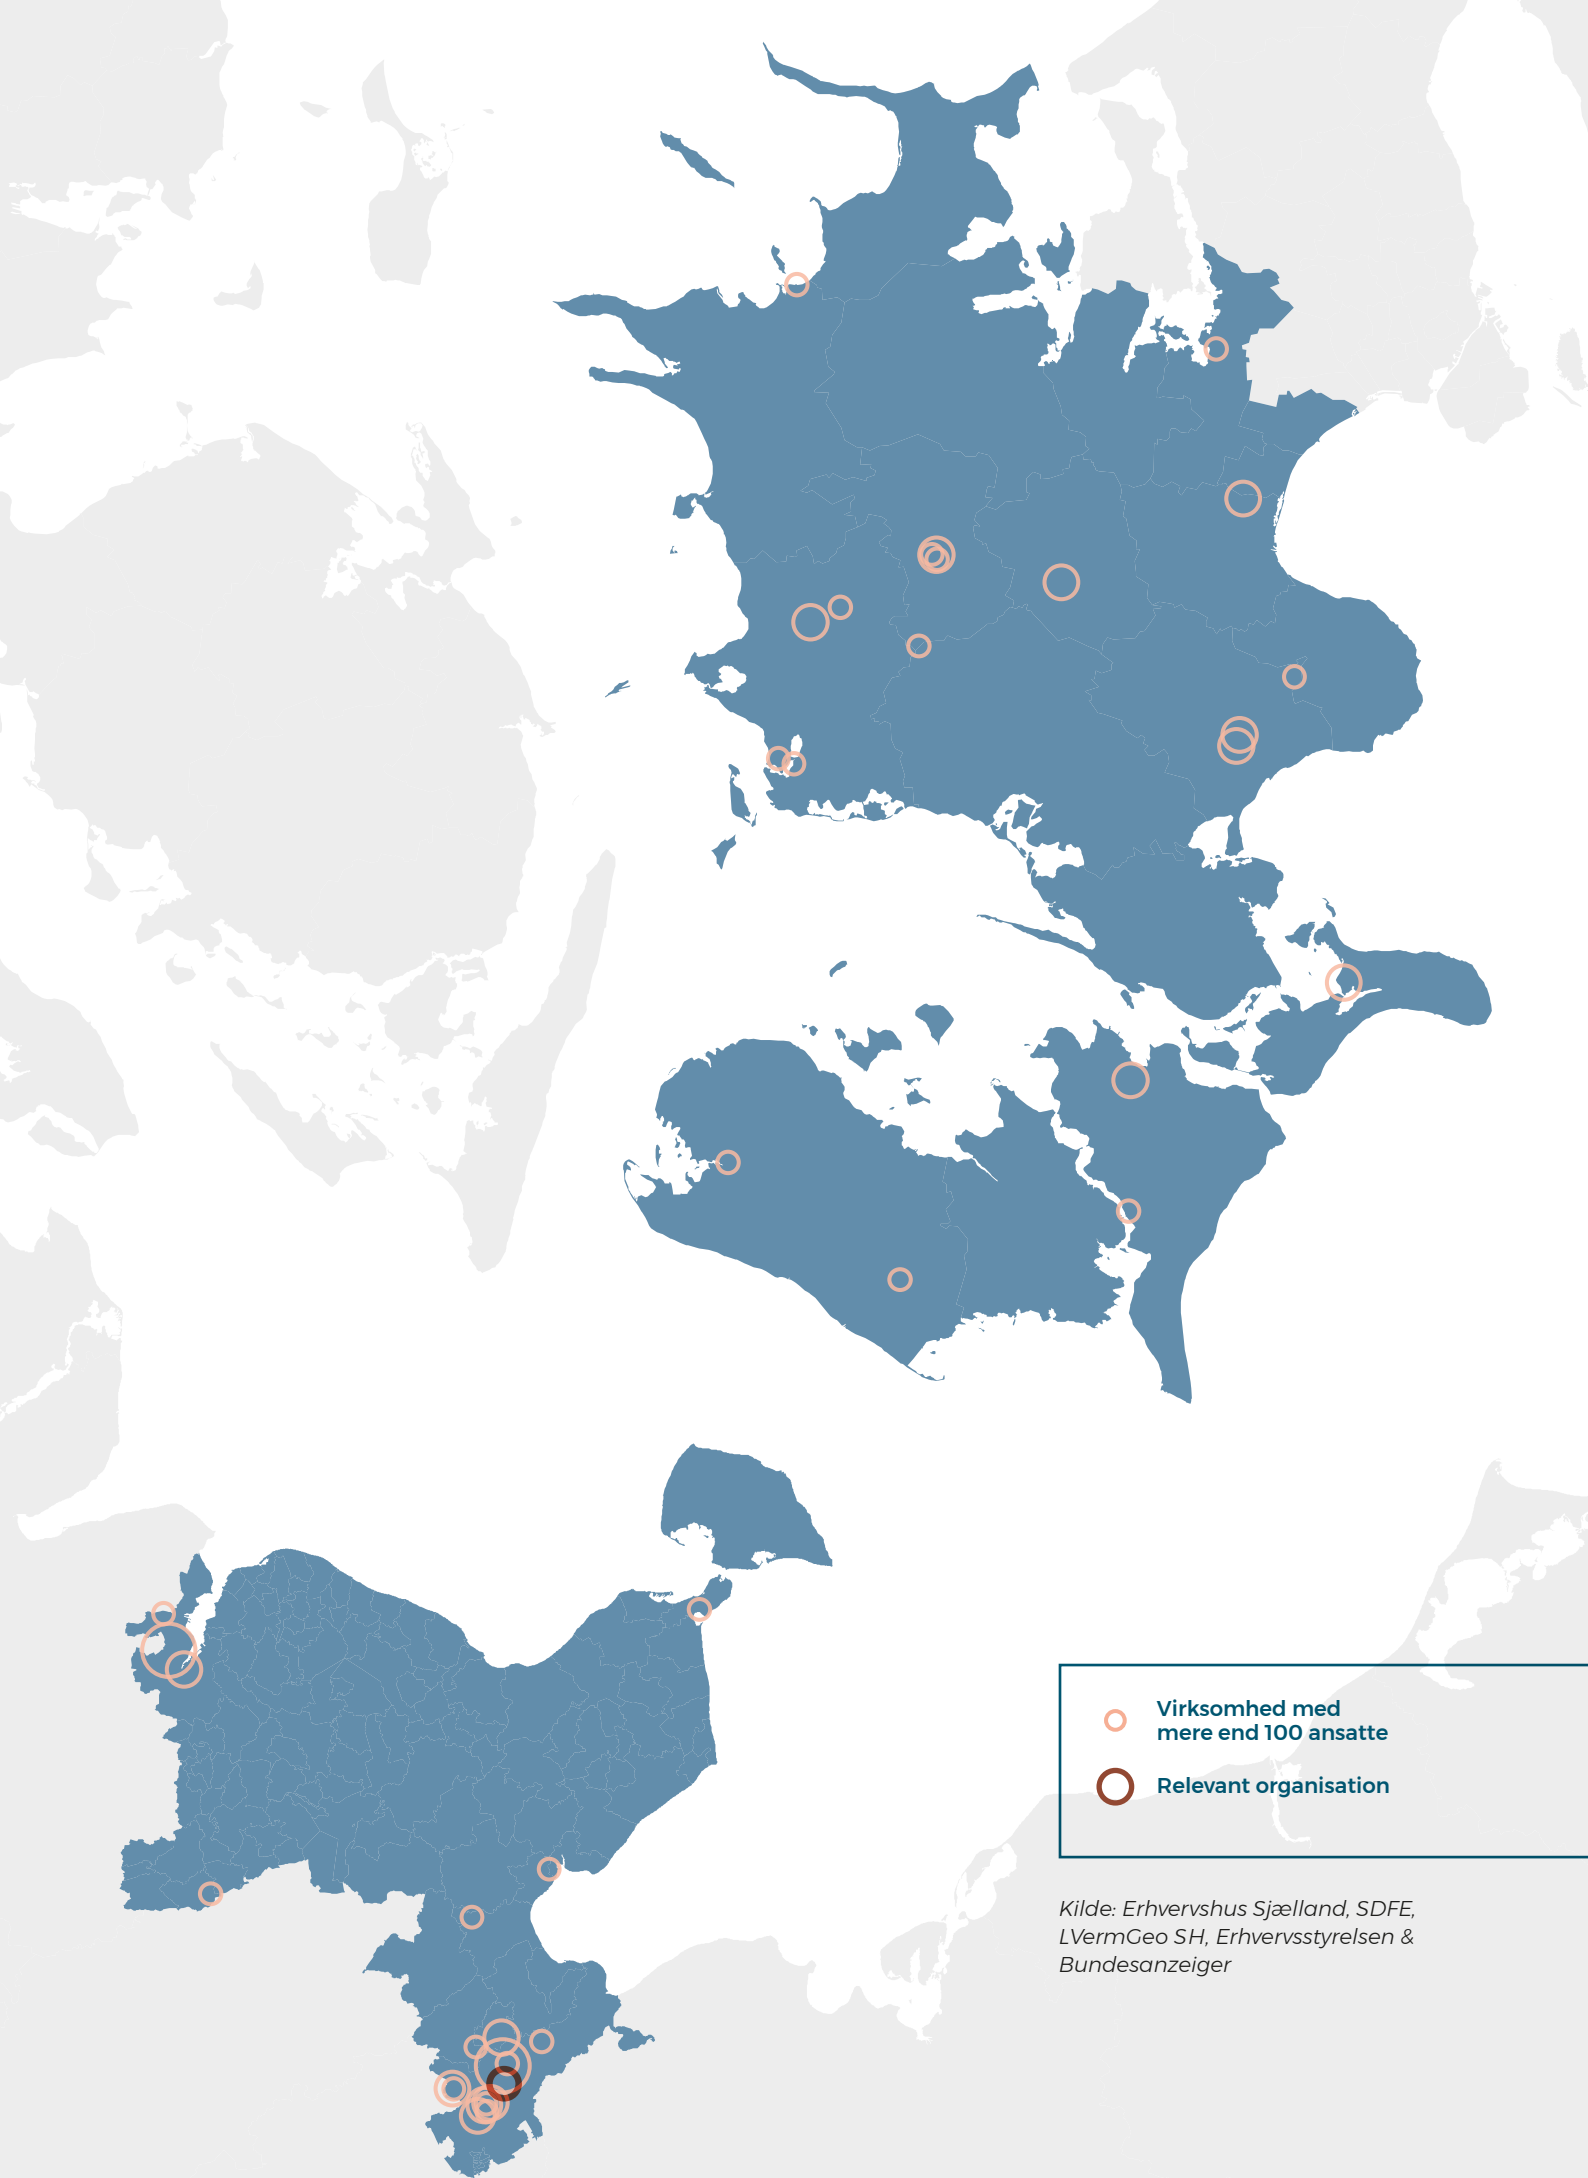 Virksomhed med
mere end 100 ansatte
Relevant organisation
Kilde: Erhvervshus Sjælland, SDFE,
LVermGeo SH, Erhvervsstyrelsen &
Bundesanzeiger